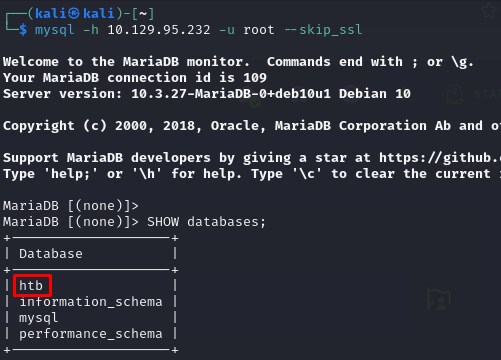 (kali㉿kali)-[~]
$ mysql -h 10.129.95.232 -u root --skip_ssl
Welcome to the MariaDB monitor.  Commands end with ; or \g.
Your MariaDB connection id is 109
Server version: 10.3.27-MariaDB-0+deb10u1 Debian 10
Copyright (c) 2000, 2018, Oracle, MariaDB Corporation Ab and o
Support MariaDB developers by giving a star at https://github.
Type 'help;' or '\h' for help. Type '\c' to clear the current
MariaDB [(none)]>
MariaDB [(none)]> SHOW databases;
+--------------------+
| Database           |
+--------------------+
| htb                |
| information_schema |
| mysql              |
| performance_schema |
+--------------------+